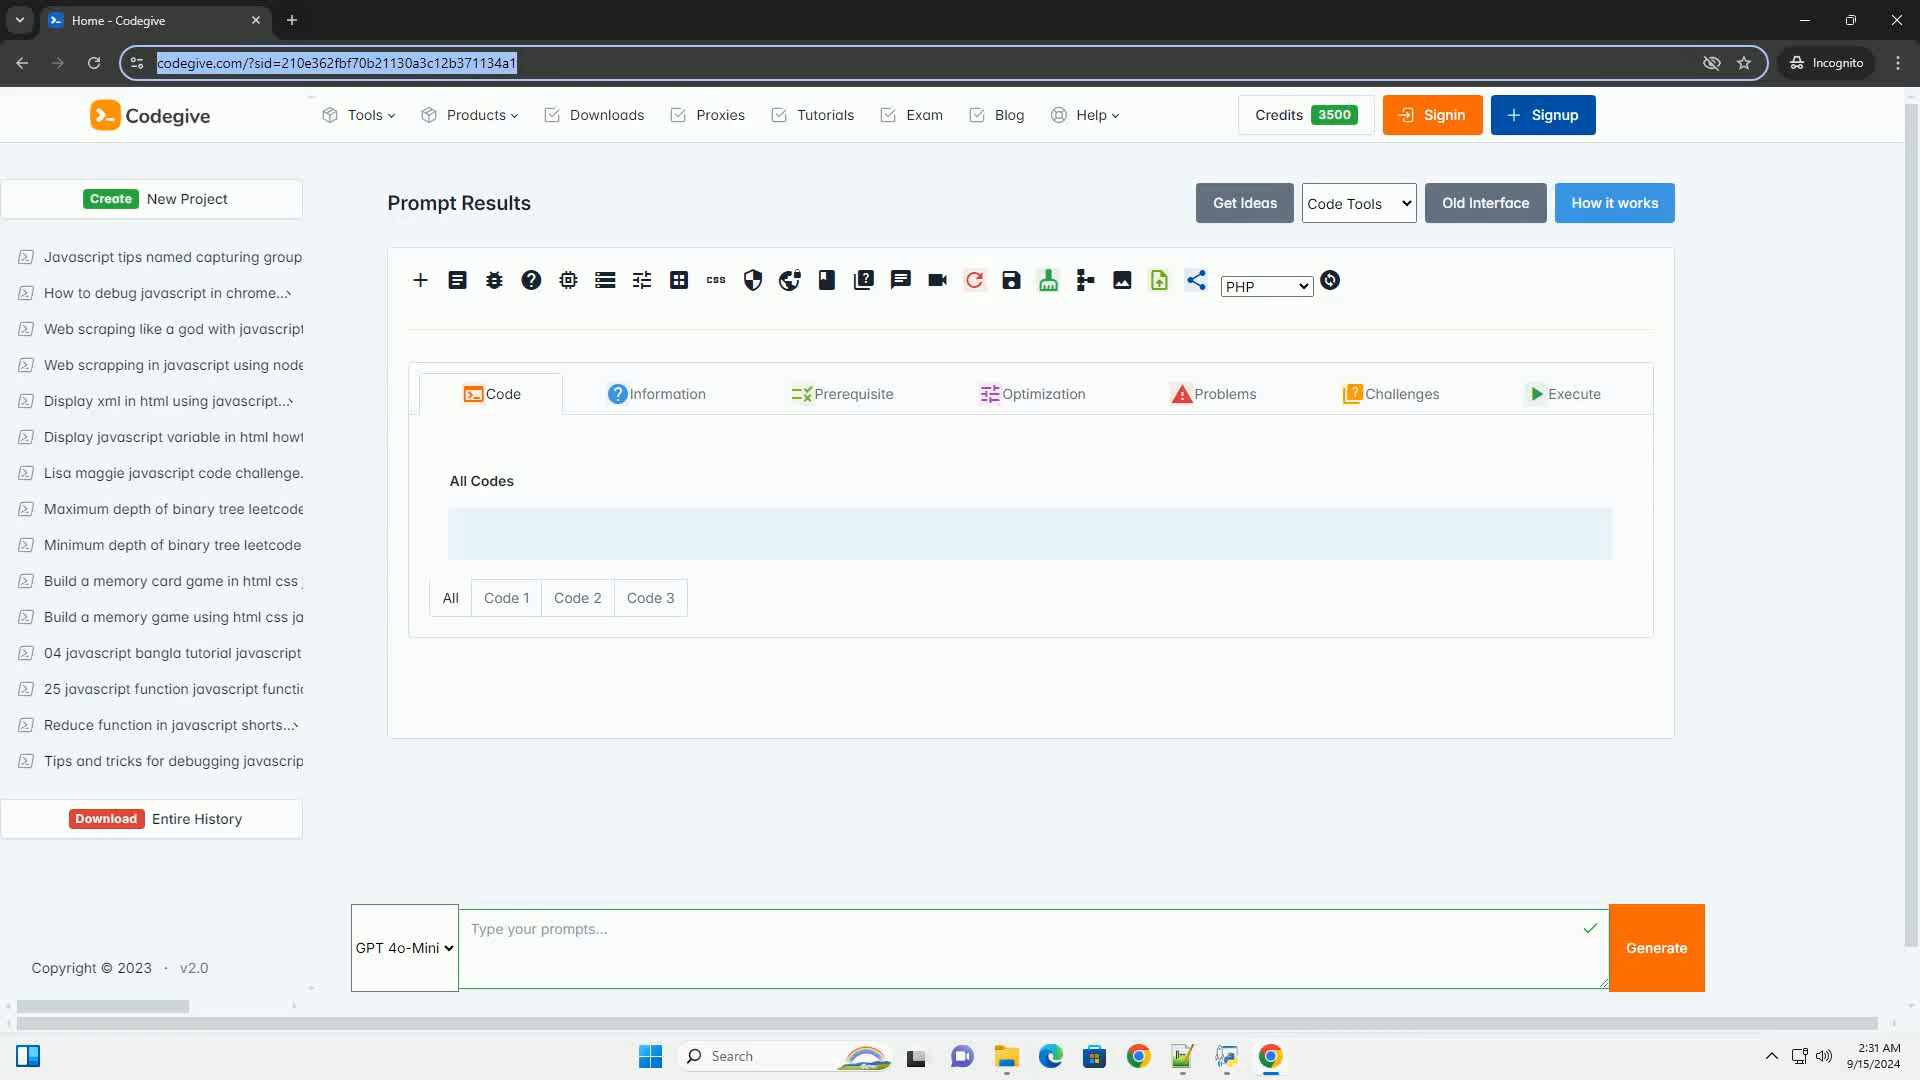 Home - Codegive
codegive.com/?sid=210e362fbf70b21130a3c12b371134a1
Incognito
Codegive
Tools
Products
Downloads
Proxies
Tutorials
Exam
Blog
Help
Credits 3500
Signin
Signup
Create New Project
Javascript tips named capturing group
How to debug javascript in chrome...
Web scraping like a god with javascript
Web scrapping in javascript using node
Display xml in html using javascript...
Display javascript variable in html howt
Lisa maggie javascript code challenge.
Maximum depth of binary tree leetcode
Minimum depth of binary tree leetcode
Build a memory card game in html css
Build a memory game using html css ja
04 javascript bangla tutorial javascript
25 javascript function javascript functi
Reduce function in javascript shorts...
Tips and tricks for debugging javascrip
Download Entire History
Copyright © 2023 · v2.0
Prompt Results
Get Ideas
Code Tools
Old Interface
How it works
css
PHP
Code
Information
Prerequisite
Optimization
Problems
Challenges
Execute
All Codes
All
Code 1
Code 2
Code 3
GPT 4o-Mini
Type your prompts...
Generate
Search
2:31 AM
9/15/2024